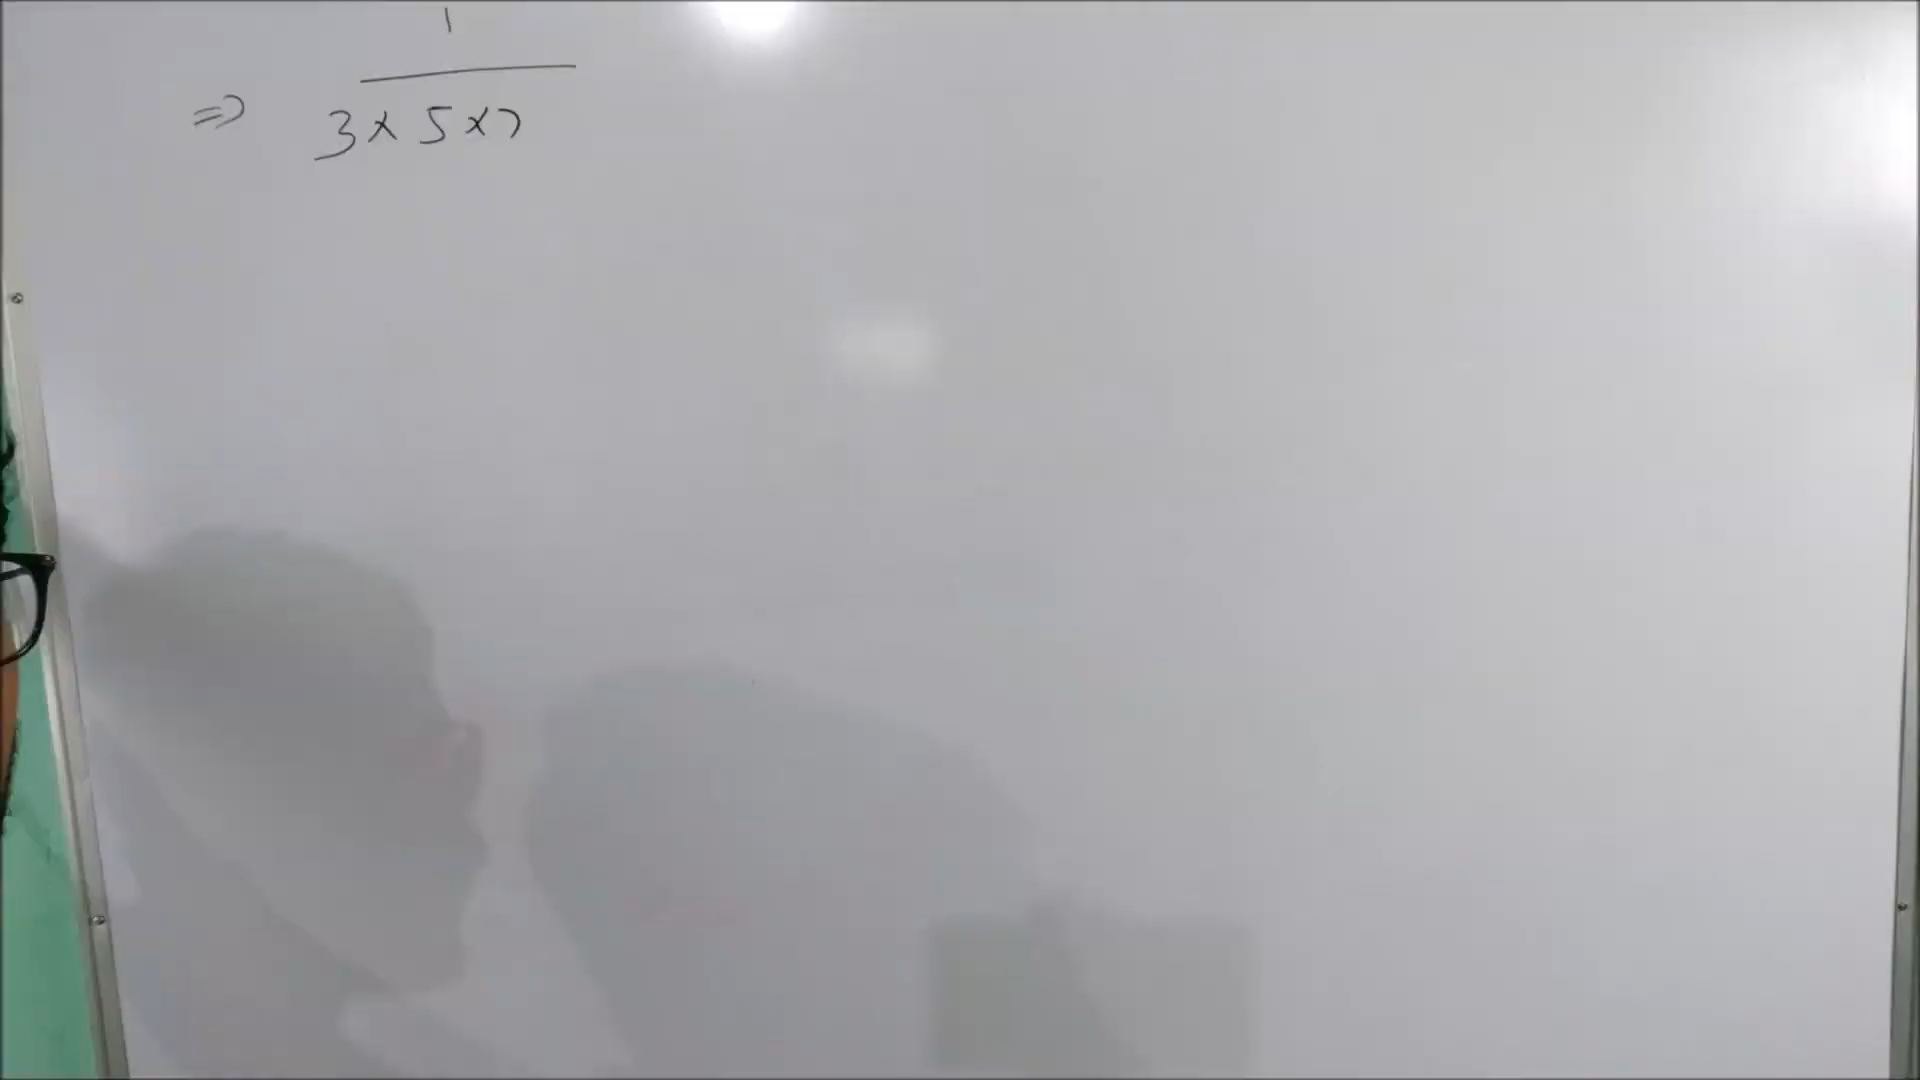 1
⇒ 3 × 5 × 7